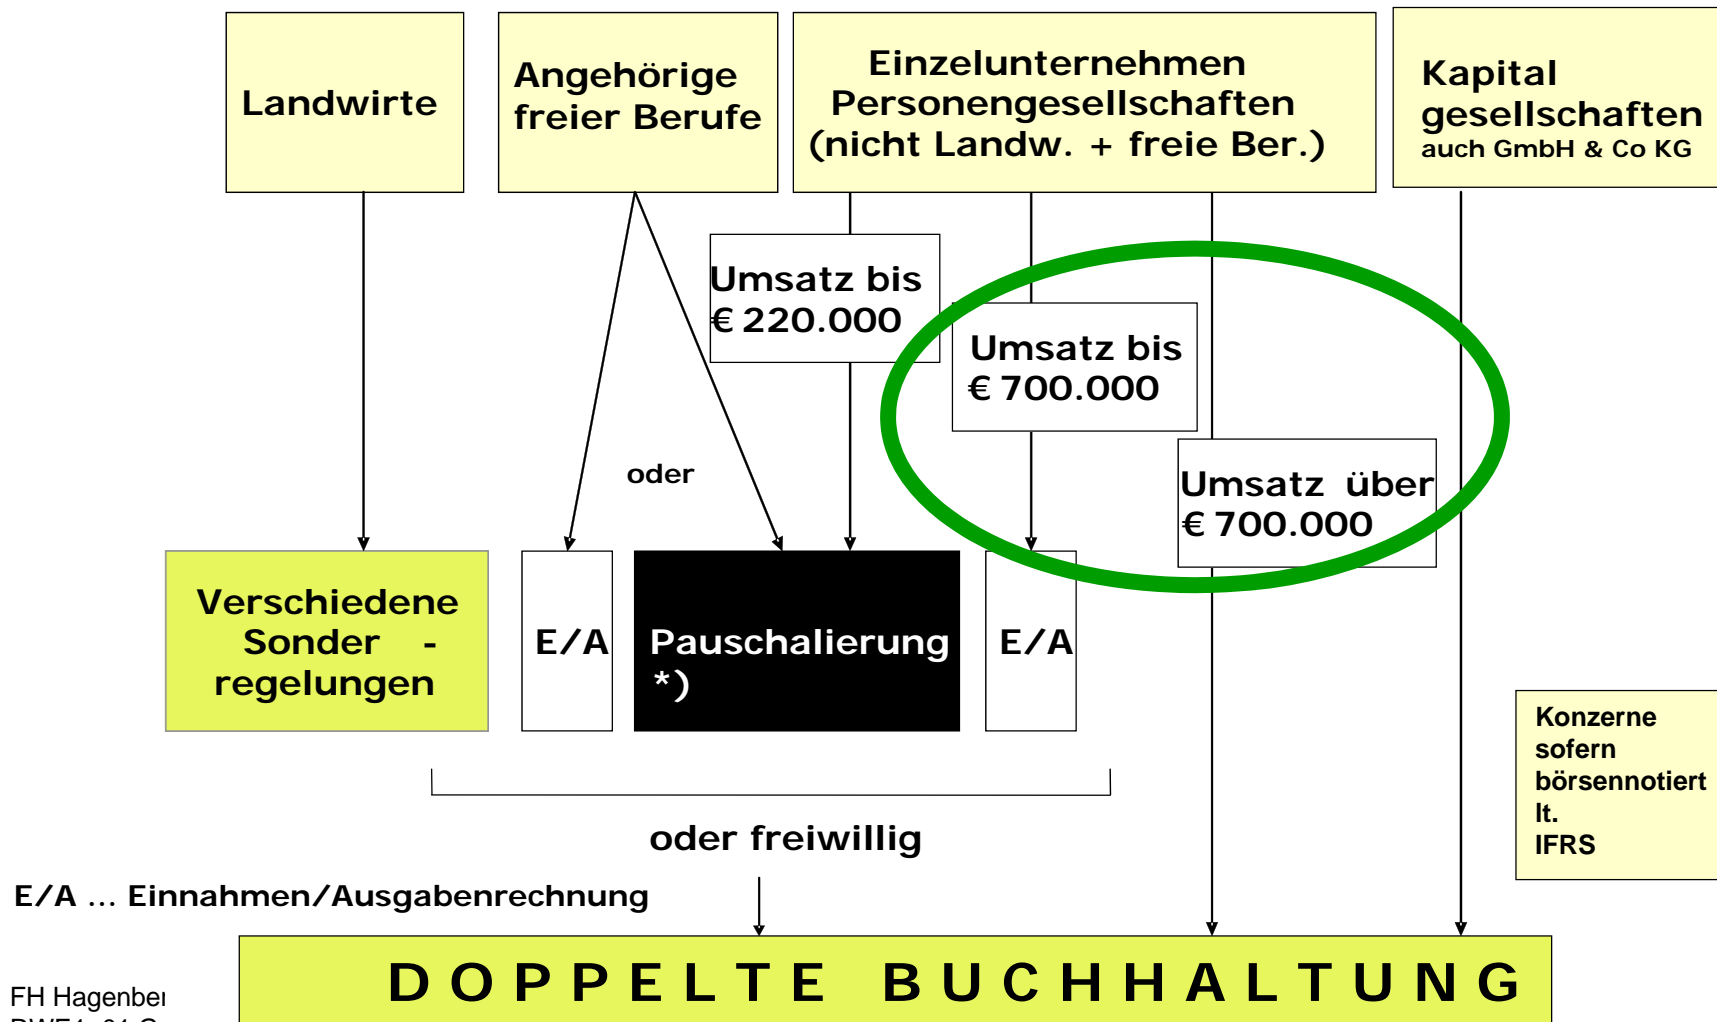 Landwirte
Angehörige
freier Berufe
Einzelunternehmen
Personengesellschaften
(nicht Landw. + freie Ber.)
Kapital
gesellschaften
auch GmbH & Co KG
Umsatz bis
€ 220.000
Umsatz bis
€ 700.000
oder
Umsatz über
€ 700.000
Verschiedene
Sonder -
regelungen
E/A
Pauschalierung
*)
E/A
Konzerne
sofern
börsennotiert
lt.
IFRS
oder freiwillig
E/A ... Einnahmen/Ausgabenrechnung
DOPPELTE BUCHHALTUNG
FH